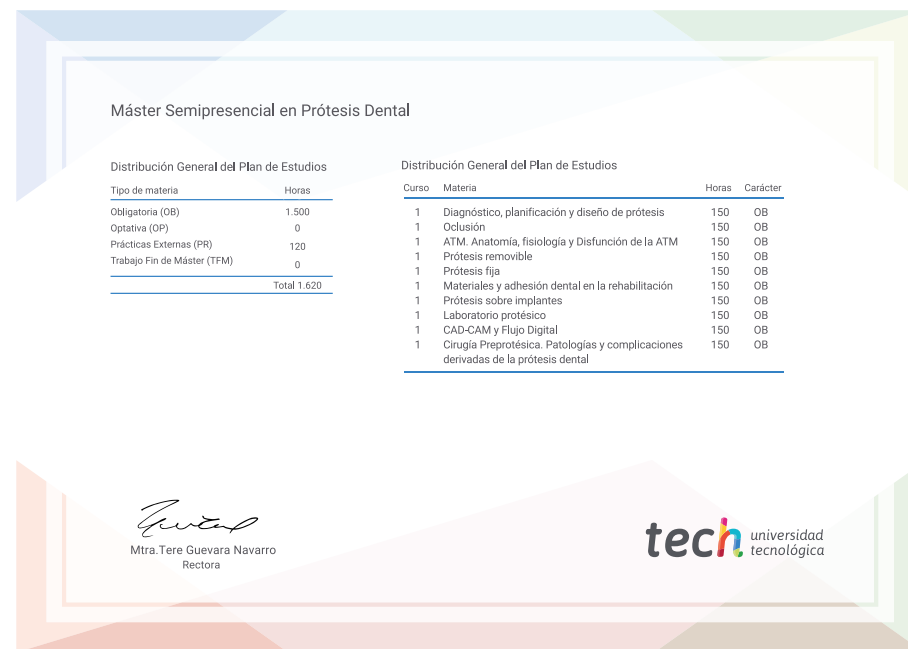 Máster Semipresencial en Prótesis Dental
Distribución General del Plan de Estudios
Tipo de materia Horas
Obligatoria (OB) 1.500
Optativa (OP) 0
Prácticas Externas (PR) 120
Trabajo Fin de Máster (TFM) 0
Total 1.620
Distribución General del Plan de Estudios
Curso Materia Horas Carácter
1 Diagnóstico, planificación y diseño de prótesis 150 OB
1 Oclusión 150 OB
1 ATM. Anatomía, fisiología y Disfunción de la ATM 150 OB
1 Prótesis removible 150 OB
1 Prótesis fija 150 OB
1 Materiales y adhesión dental en la rehabilitación 150 OB
1 Prótesis sobre implantes 150 OB
1 Laboratorio protésico 150 OB
1 CAD-CAM y Flujo Digital 150 OB
1 Cirugía Preprotésica. Patologías y complicaciones 150 OB
derivadas de la prótesis dental
Mtra.Tere Guevara Navarro
Rectora
tech universidad
tecnológica